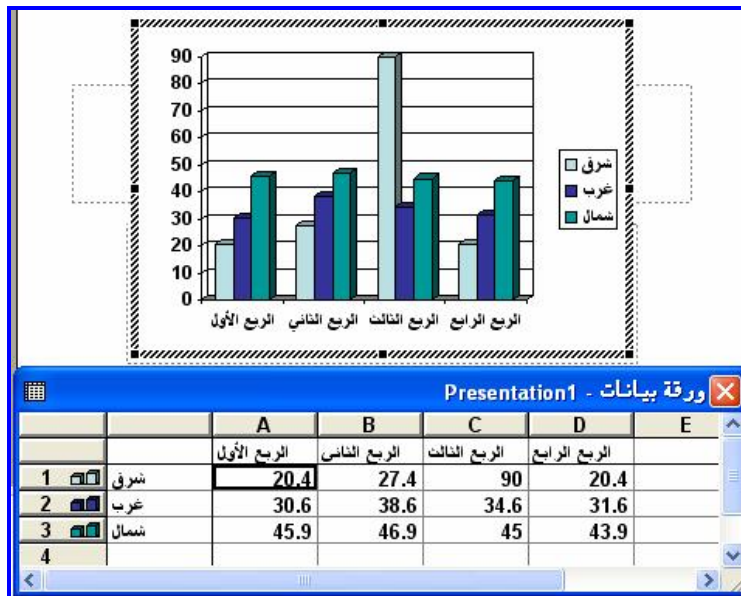 90
80
70
60
50
40
30
20
10
0
الربع الأول الربع الثاني الربع الثالث الربع الرابع
شرق
غرب
شمال
ورقة بيانات - Presentation1
A B C D E
الربع الأول الربع الثاني الربع الثالث الربع الرابع
1 شرق 20.4 27.4 90 20.4
2 غرب 30.6 38.6 34.6 31.6
3 شمال 45.9 46.9 45 43.9
4